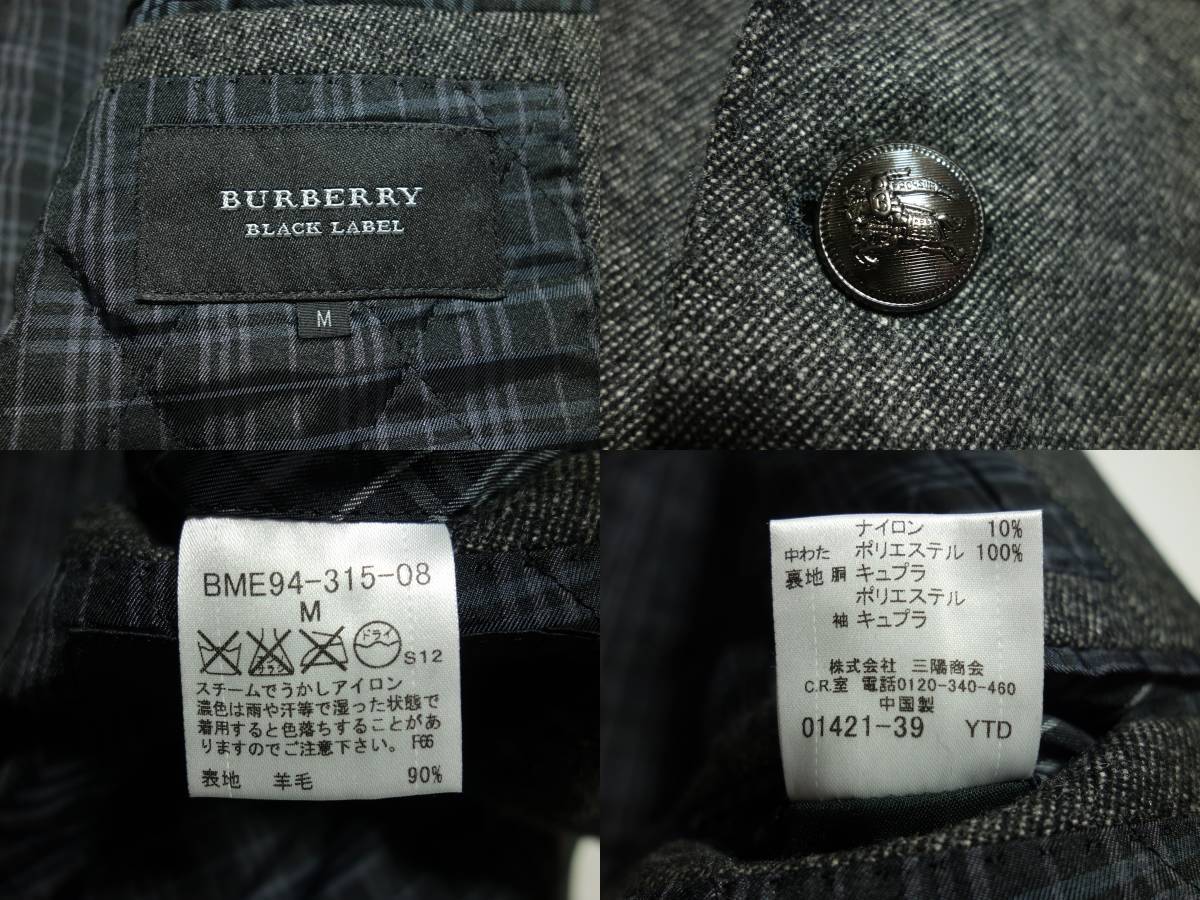 BURBERRY
BLACK LABEL
M
BME94-315-08
M
ドライ
S12
スチームでうかしアイロン
濃色は雨や汗等で湿った状態で
着用すると色落ちすることがあ
りますのでご注意下さい。 F66
表地 羊毛 90%
ナイロン 10%
中わた ポリエステル 100%
裏地 胴 キュプラ
ポリエステル
袖 キュプラ
株式会社 三陽商会
C.R.室 電話0120-340-460
中国製
01421-39 YTD